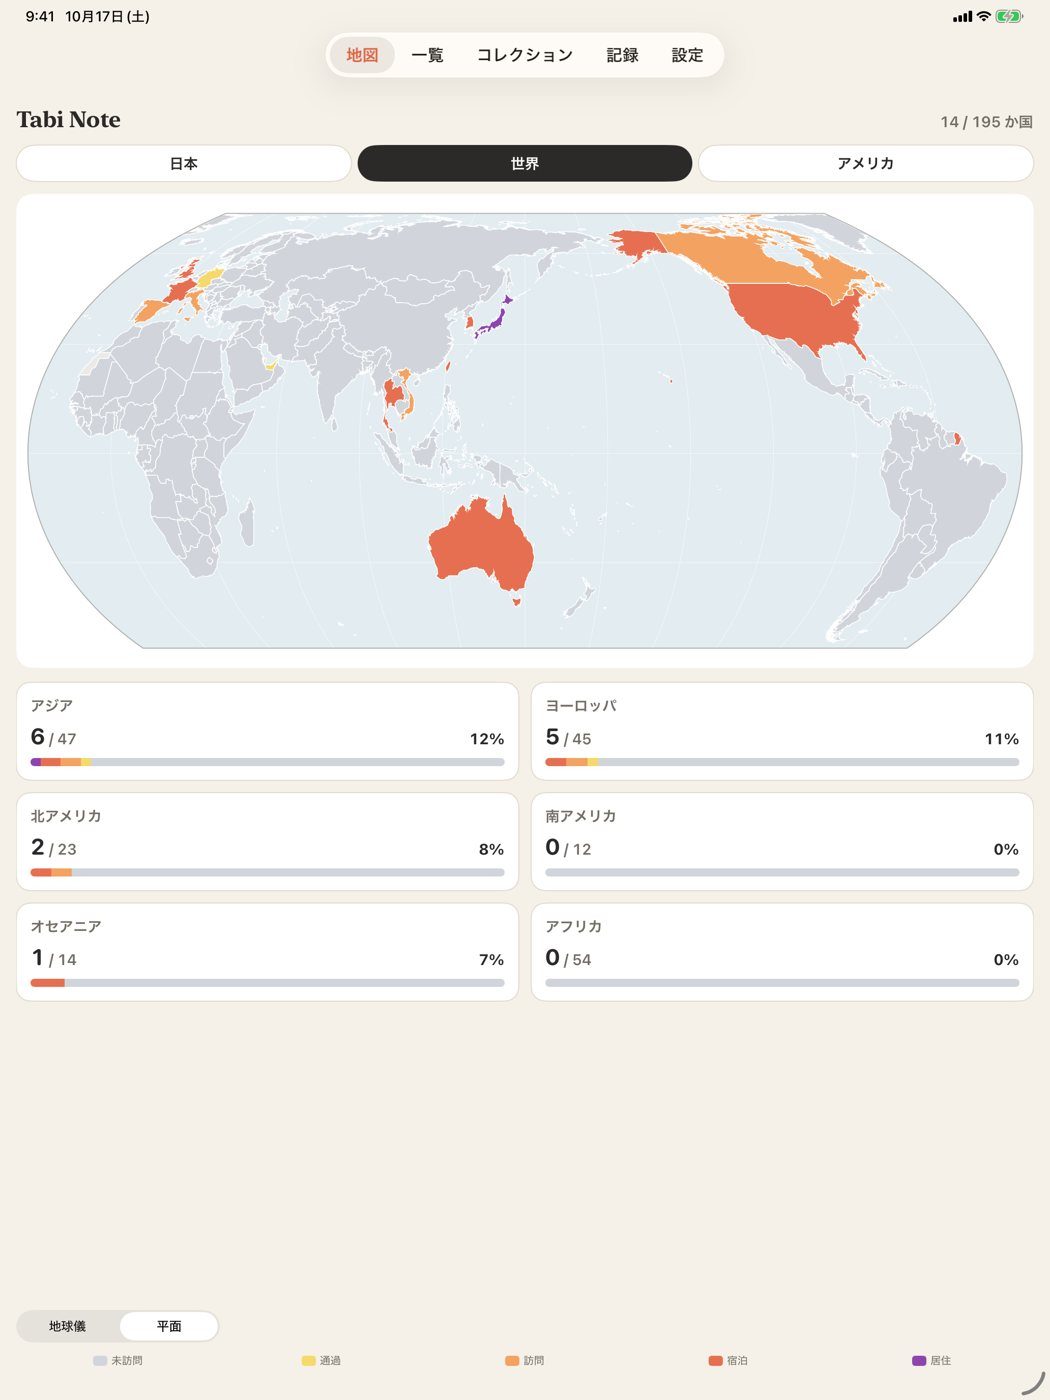 9:41 10月17日(土)
地図 一覧 コレクション 記録 設定
Tabi Note
14 / 195 か国
日本 世界 アメリカ
アジア
6 / 47
12%
ヨーロッパ
5 / 45
11%
北アメリカ
2 / 23
8%
南アメリカ
0 / 12
0%
オセアニア
1 / 14
7%
アフリカ
0 / 54
0%
地球儀 平面
未訪問 通過 訪問 宿泊 居住